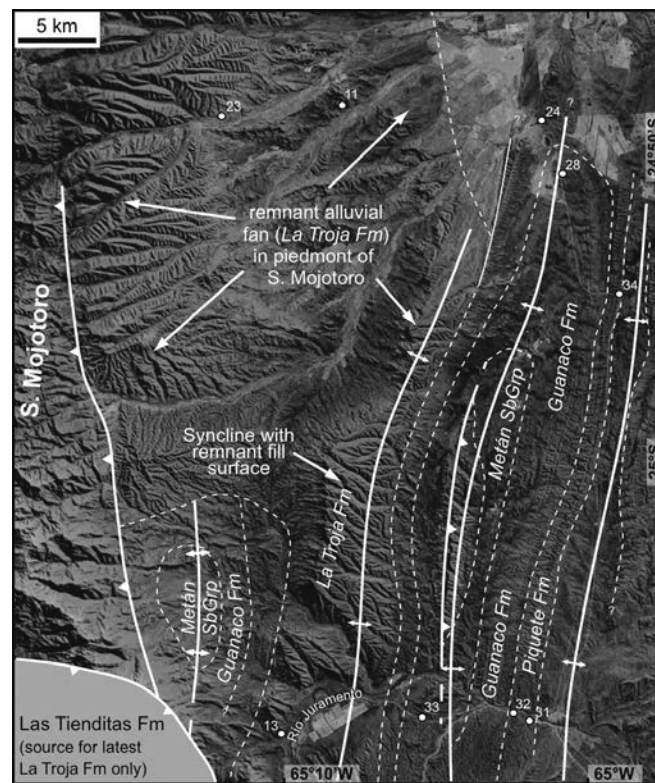 5 km
23
11
24
?
?
28
24°50'S
remnant alluvial
fan (La Troja Fm)
in piedmont of
S. Mojotoro
34
S. Mojotoro
Guanaco Fm
Metán SbGrp
Syncline with
remnant fill
surface
25°S
La Troja Fm
Metán
SbGrp
Guanaco Fm
Guanaco Fm
Piquete Fm
?
Las Tienditas Fm
(source for latest
La Troja Fm only)
13
Río Juramento
33
32
31
65°10'W
65°W